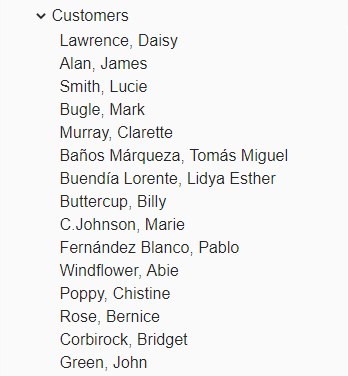 Customers
Lawrence, Daisy
Alan, James
Smith, Lucie
Bugle, Mark
Murray, Clarette
Baños Márqueza, Tomás Miguel
Buendía Lorente, Lidya Esther
Buttercup, Billy
C.Johnson, Marie
Fernández Blanco, Pablo
Windflower, Abie
Poppy, Chistine
Rose, Bernice
Corbirock, Bridget
Green, John